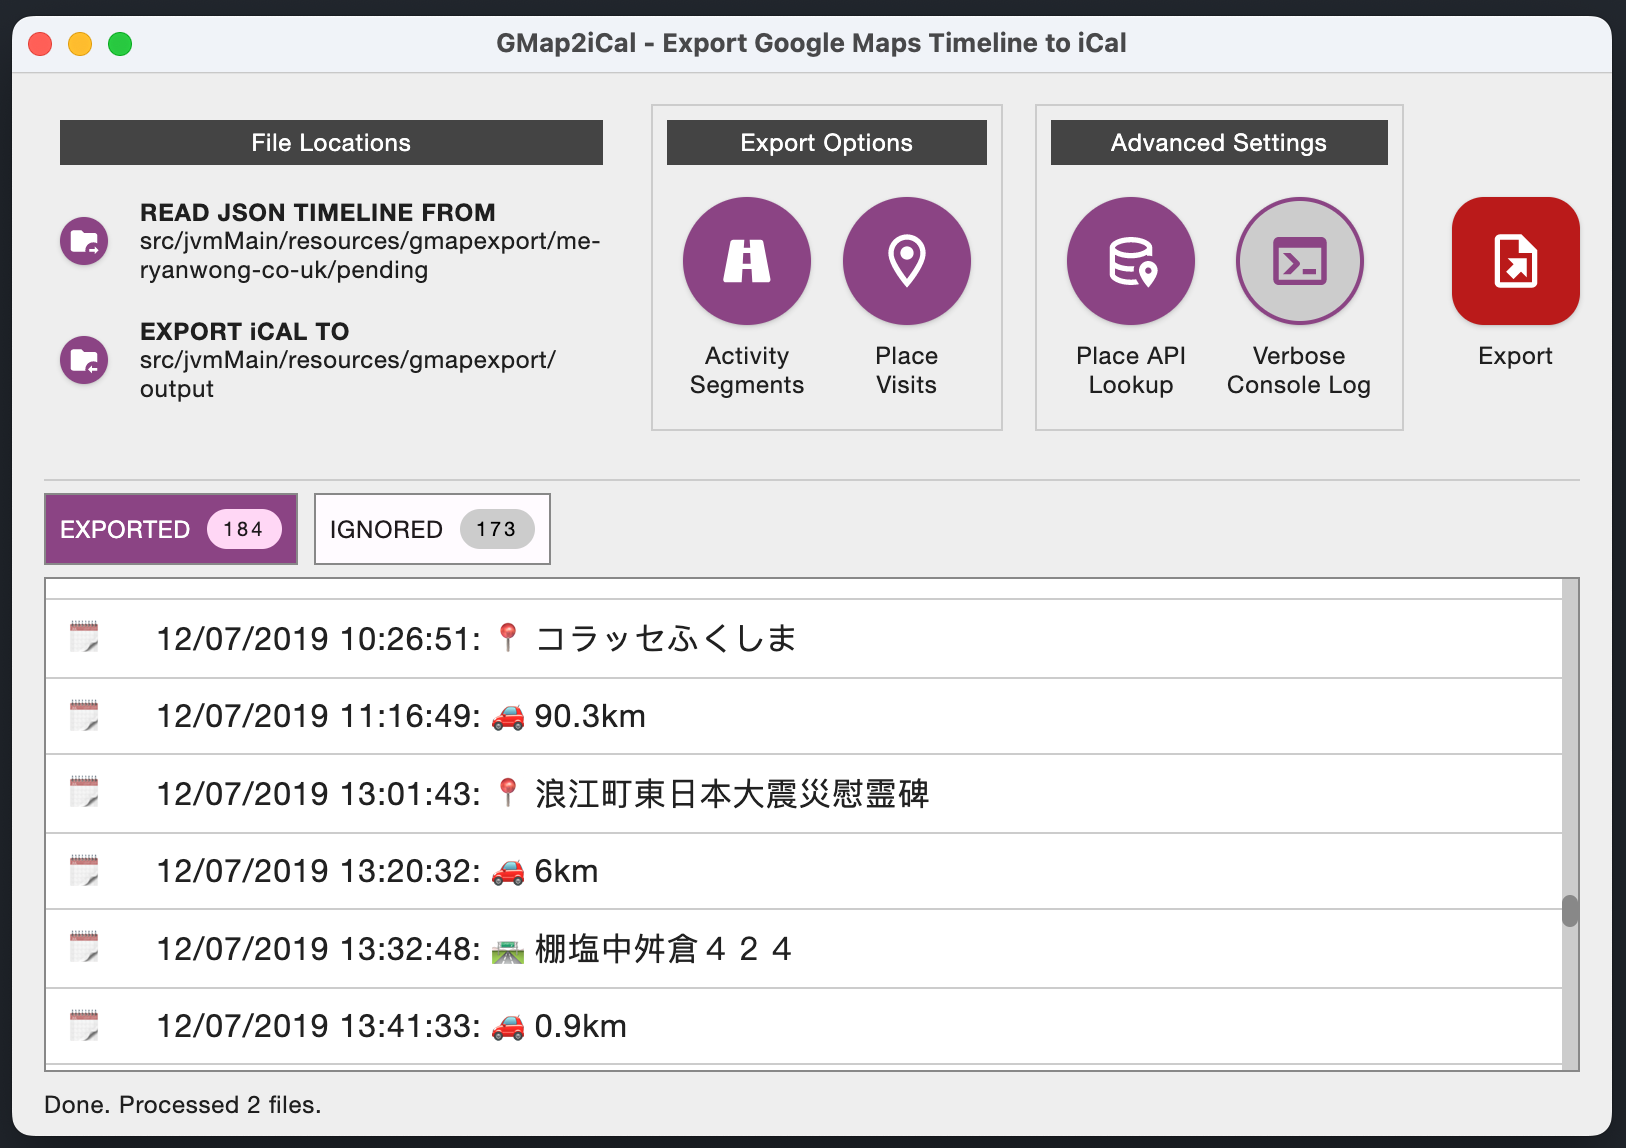 GMap2iCal - Export Google Maps Timeline to iCal
File Locations
READ JSON TIMELINE FROM
src/jvmMain/resources/gmapexport/me-
ryanwong-co-uk/pending
EXPORT iCAL TO
src/jvmMain/resources/gmapexport/
output
Export Options
Activity
Segments
Place
Visits
Advanced Settings
Place API
Lookup
Verbose
Console Log
Export
EXPORTED 184
IGNORED 173
12/07/2019 10:26:51: 📍 コラッセふくしま
12/07/2019 11:16:49: 🚗 90.3km
12/07/2019 13:01:43: 📍 浪江町東日本大震災慰霊碑
12/07/2019 13:20:32: 🚗 6km
12/07/2019 13:32:48: 🛣️ 棚塩中舛倉４２４
12/07/2019 13:41:33: 🚗 0.9km
Done. Processed 2 files.